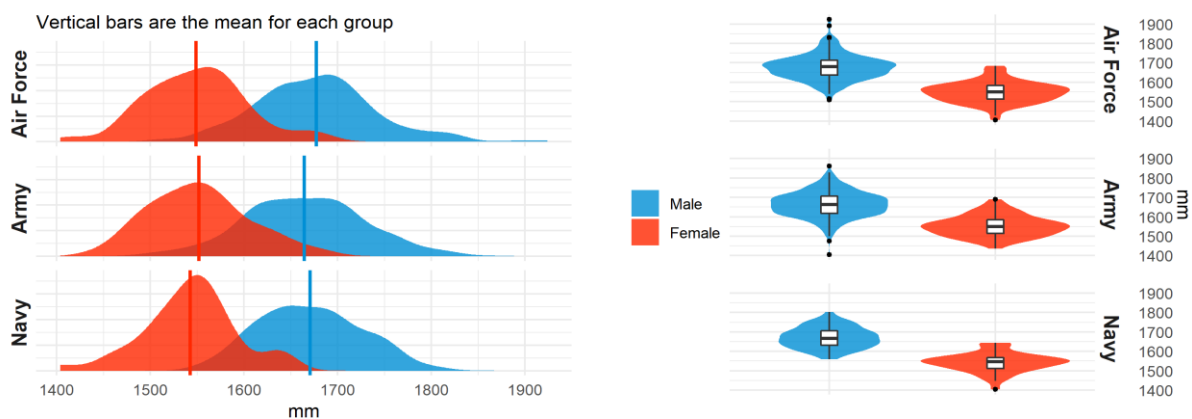 Vertical bars are the mean for each group
Air Force
Army
Navy
1400 1500 1600 1700 1800 1900
mm
Male
Female
1900
1800
1700
1600
1500
1400
Air Force
1900
1800
1700
1600
1500
1400
Army
mm
1900
1800
1700
1600
1500
1400
Navy